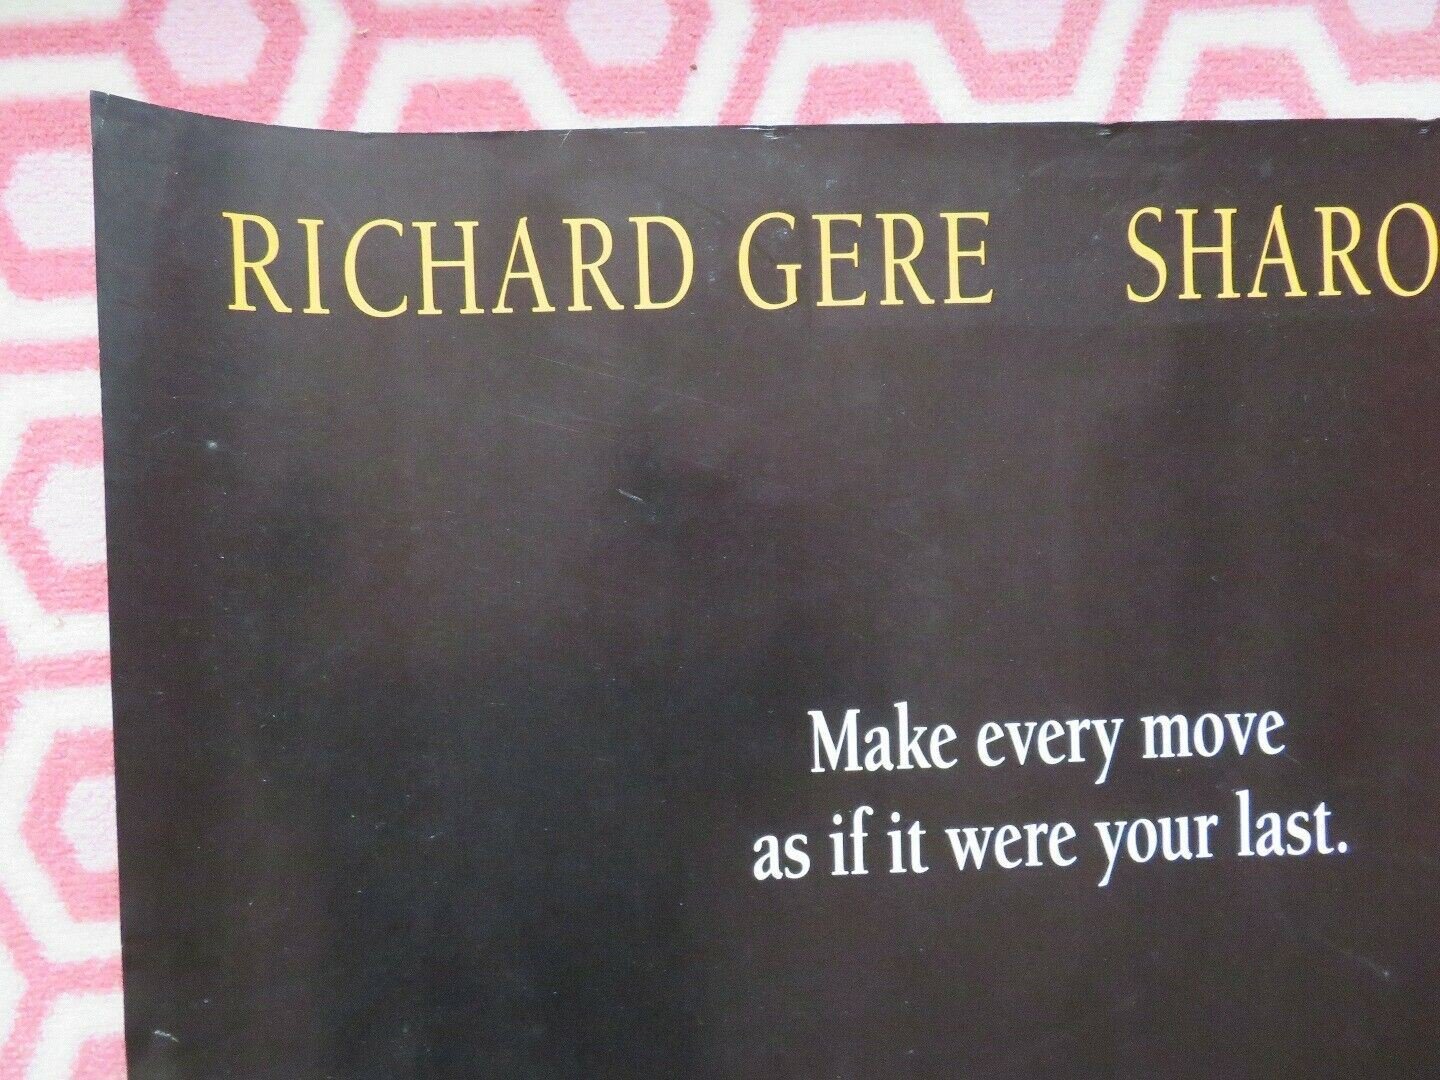 RICHARD GERE SHARO
Make every move
as if it were your last.